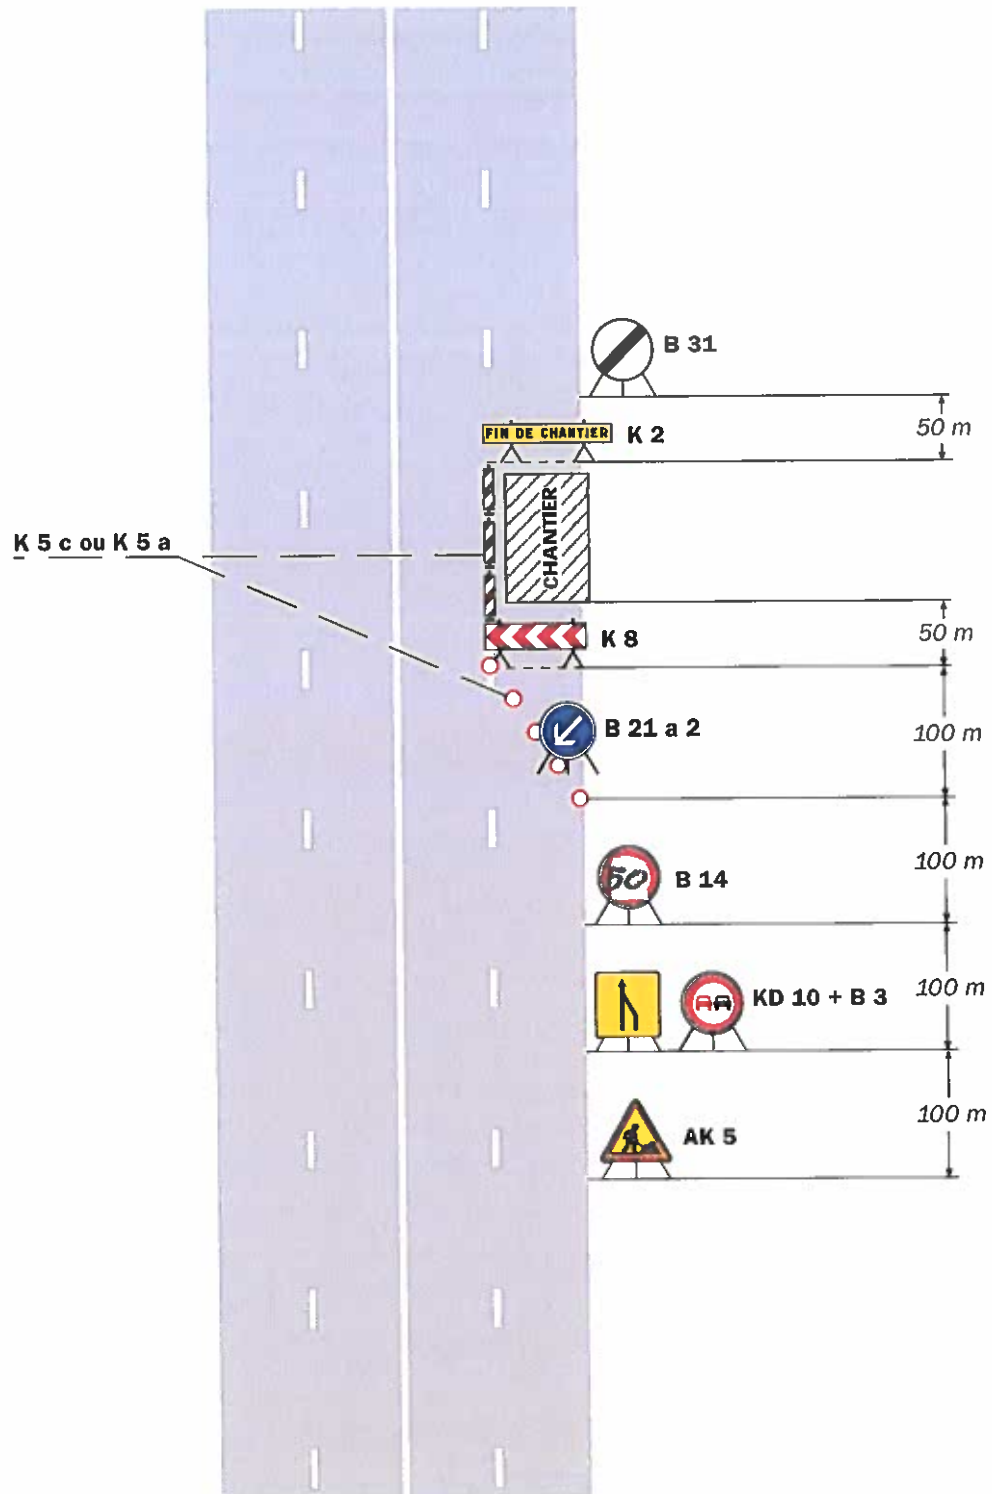 B 31
50 m
FIN DE CHANTIER
K 2
CHANTIER
K 5 c ou K 5 a
50 m
K 8
B 21 a 2
100 m
50
B 14
100 m
KD 10 + B 3
100 m
AK 5
100 m